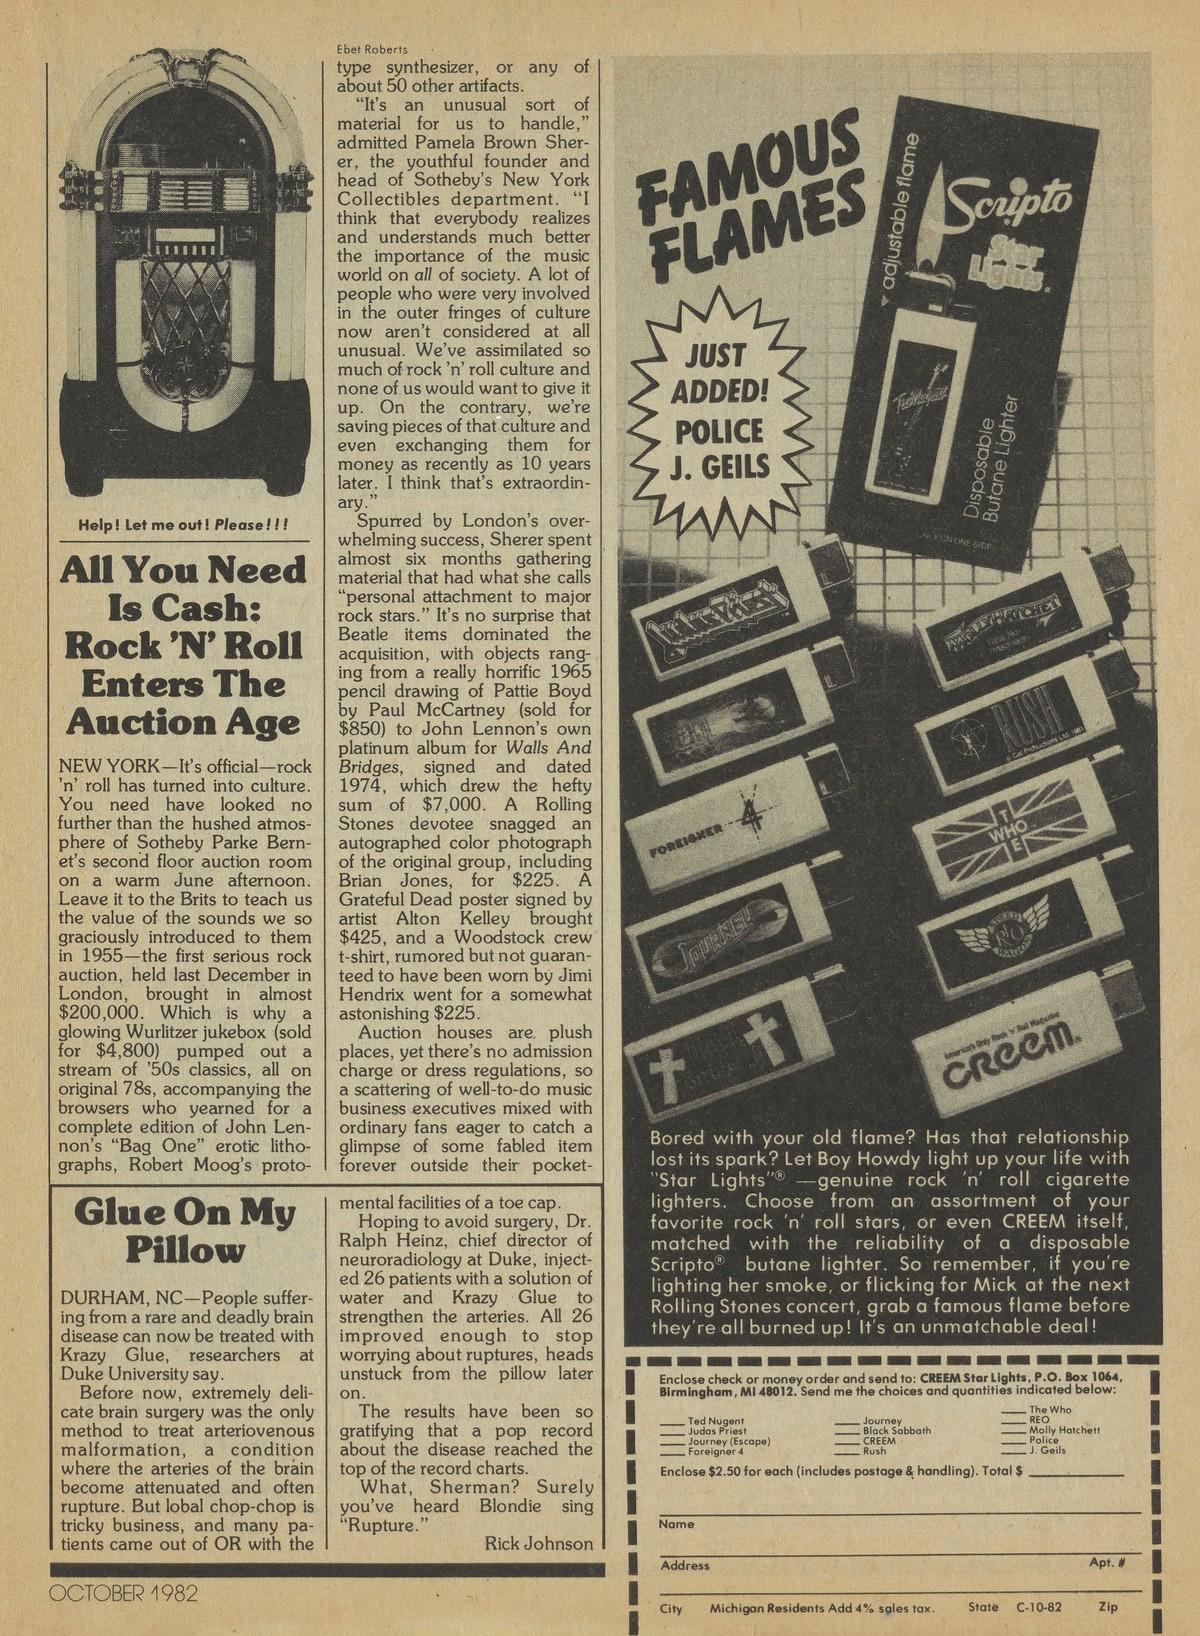 Ebet Roberts
Help! Let me out! Please!!!
All You Need
Is Cash:
Rock 'N' Roll
Enters The
Auction Age
NEW YORK—It's official—rock
'n' roll has turned into culture.
You need have looked no
further than the hushed atmos-
phere of Sotheby Parke Bern-
et's second floor auction room
on a warm June afternoon.
Leave it to the Brits to teach us
the value of the sounds we so
graciously introduced to them
in 1955—the first serious rock
auction, held last December in
London, brought in almost
$200,000. Which is why a
glowing Wurlitzer jukebox (sold
for $4,800) pumped out a
stream of '50s classics, all on
original 78s, accompanying the
browsers who yearned for a
complete edition of John Len-
non's "Bag One" erotic litho-
graphs, Robert Moog's proto-
type synthesizer, or any of
about 50 other artifacts.
"It's an unusual sort of
material for us to handle,"
admitted Pamela Brown Sher-
er, the youthful founder and
head of Sotheby's New York
Collectibles department. "I
think that everybody realizes
and understands much better
the importance of the music
world on all of society. A lot of
people who were very involved
in the outer fringes of culture
now aren't considered at all
unusual. We've assimilated so
much of rock 'n' roll culture and
none of us would want to give it
up. On the contrary, we're
saving pieces of that culture and
even exchanging them for
money as recently as 10 years
later. I think that's extraordin-
ary."
Spurred by London's over-
whelming success, Sherer spent
almost six months gathering
material that had what she calls
"personal attachment to major
rock stars." It's no surprise that
Beatle items dominated the
acquisition, with objects rang-
ing from a really horrific 1965
pencil drawing of Pattie Boyd
by Paul McCartney (sold for
$850) to John Lennon's own
platinum album for Walls And
Bridges, signed and dated
1974, which drew the hefty
sum of $7,000. A Rolling
Stones devotee snagged an
autographed color photograph
of the original group, including
Brian Jones, for $225. A
Grateful Dead poster signed by
artist Alton Kelley brought
$425, and a Woodstock crew
t-shirt, rumored but not guaran-
teed to have been worn by Jimi
Hendrix went for a somewhat
astonishing $225.
Auction houses are plush
places, yet there's no admission
charge or dress regulations, so
a scattering of well-to-do music
business executives mixed with
ordinary fans eager to catch a
glimpse of some fabled item
forever outside their pocket-
Glue On My
Pillow
DURHAM, NC—People suffer-
ing from a rare and deadly brain
disease can now be treated with
Krazy Glue, researchers at
Duke University say.
Before now, extremely deli-
cate brain surgery was the only
method to treat arteriovenous
malformation, a condition
where the arteries of the brain
become attenuated and often
rupture. But lobal chop-chop is
tricky business, and many pa-
tients came out of OR with the
mental facilities of a toe cap.
Hoping to avoid surgery, Dr.
Ralph Heinz, chief director of
neuroradiology at Duke, inject-
ed 26 patients with a solution of
water and Krazy Glue to
strengthen the arteries. All 26
improved enough to stop
worrying about ruptures, heads
unstuck from the pillow later
on.
The results have been so
gratifying that a pop record
about the disease reached the
top of the record charts.
What, Sherman? Surely
you've heard Blondie sing
"Rupture."
Rick Johnson
OCTOBER 1982
FAMOUS
FLAMES
JUST
ADDED!
POLICE
J. GEILS
adjustable flame
Scripto
Star
Lights®
Ted Nugent
Disposable
Butane Lighter
Judas Priest
MOLLY HATCHET
RUSH
FOREIGNER 4
THE
WHO
JOURNEY
REO
SPEED
WAGON
America's Only Rock 'n' Roll Magazine
CREEM®
Bored with your old flame? Has that relationship
lost its spark? Let Boy Howdy light up your life with
"Star Lights"® —genuine rock 'n' roll cigarette
lighters. Choose from an assortment of your
favorite rock 'n' roll stars, or even CREEM itself,
matched with the reliability of a disposable
Scripto® butane lighter. So remember, if you're
lighting her smoke, or flicking for Mick at the next
Rolling Stones concert, grab a famous flame before
they're all burned up! It's an unmatchable deal!
Enclose check or money order and send to: CREEM Star Lights, P.O. Box 1064,
Birmingham, MI 48012. Send me the choices and quantities indicated below:
Ted Nugent
Judas Priest
Journey (Escape)
Foreigner 4
Journey
Black Sabbath
CREEM
Rush
The Who
REO
Molly Hatchett
Police
J. Geils
Enclose $2.50 for each (includes postage & handling). Total $
Name
Address Apt. #
City Michigan Residents Add 4% sales tax. State C-10-82 Zip